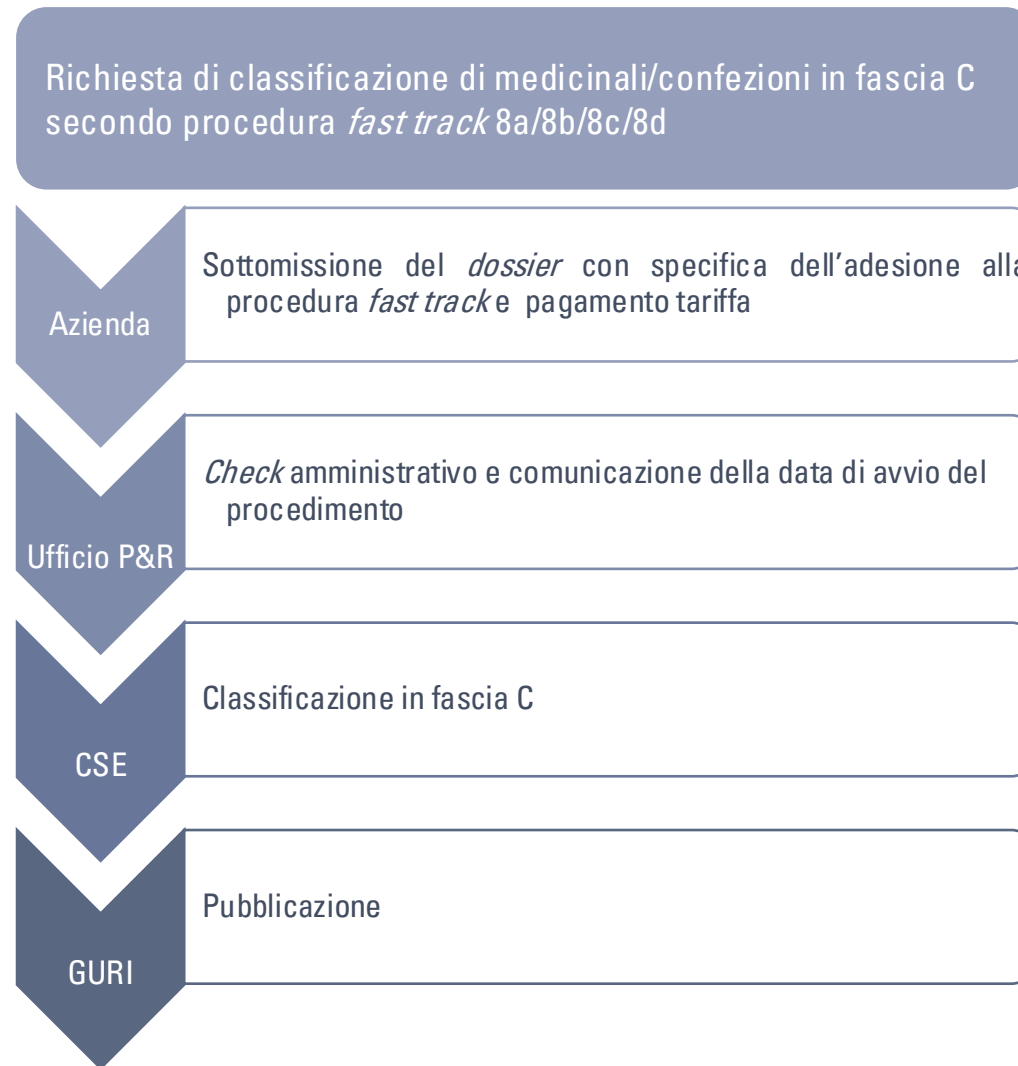 Richiesta di classificazione di medicinali/confezioni in fascia C
secondo procedura fast track 8a/8b/8c/8d
Azienda
Sottomissione del dossier con specifica dell'adesione alla
procedura fast track e pagamento tariffa
Ufficio P&R
Check amministrativo e comunicazione della data di avvio del
procedimento
CSE
Classificazione in fascia C
GURI
Pubblicazione